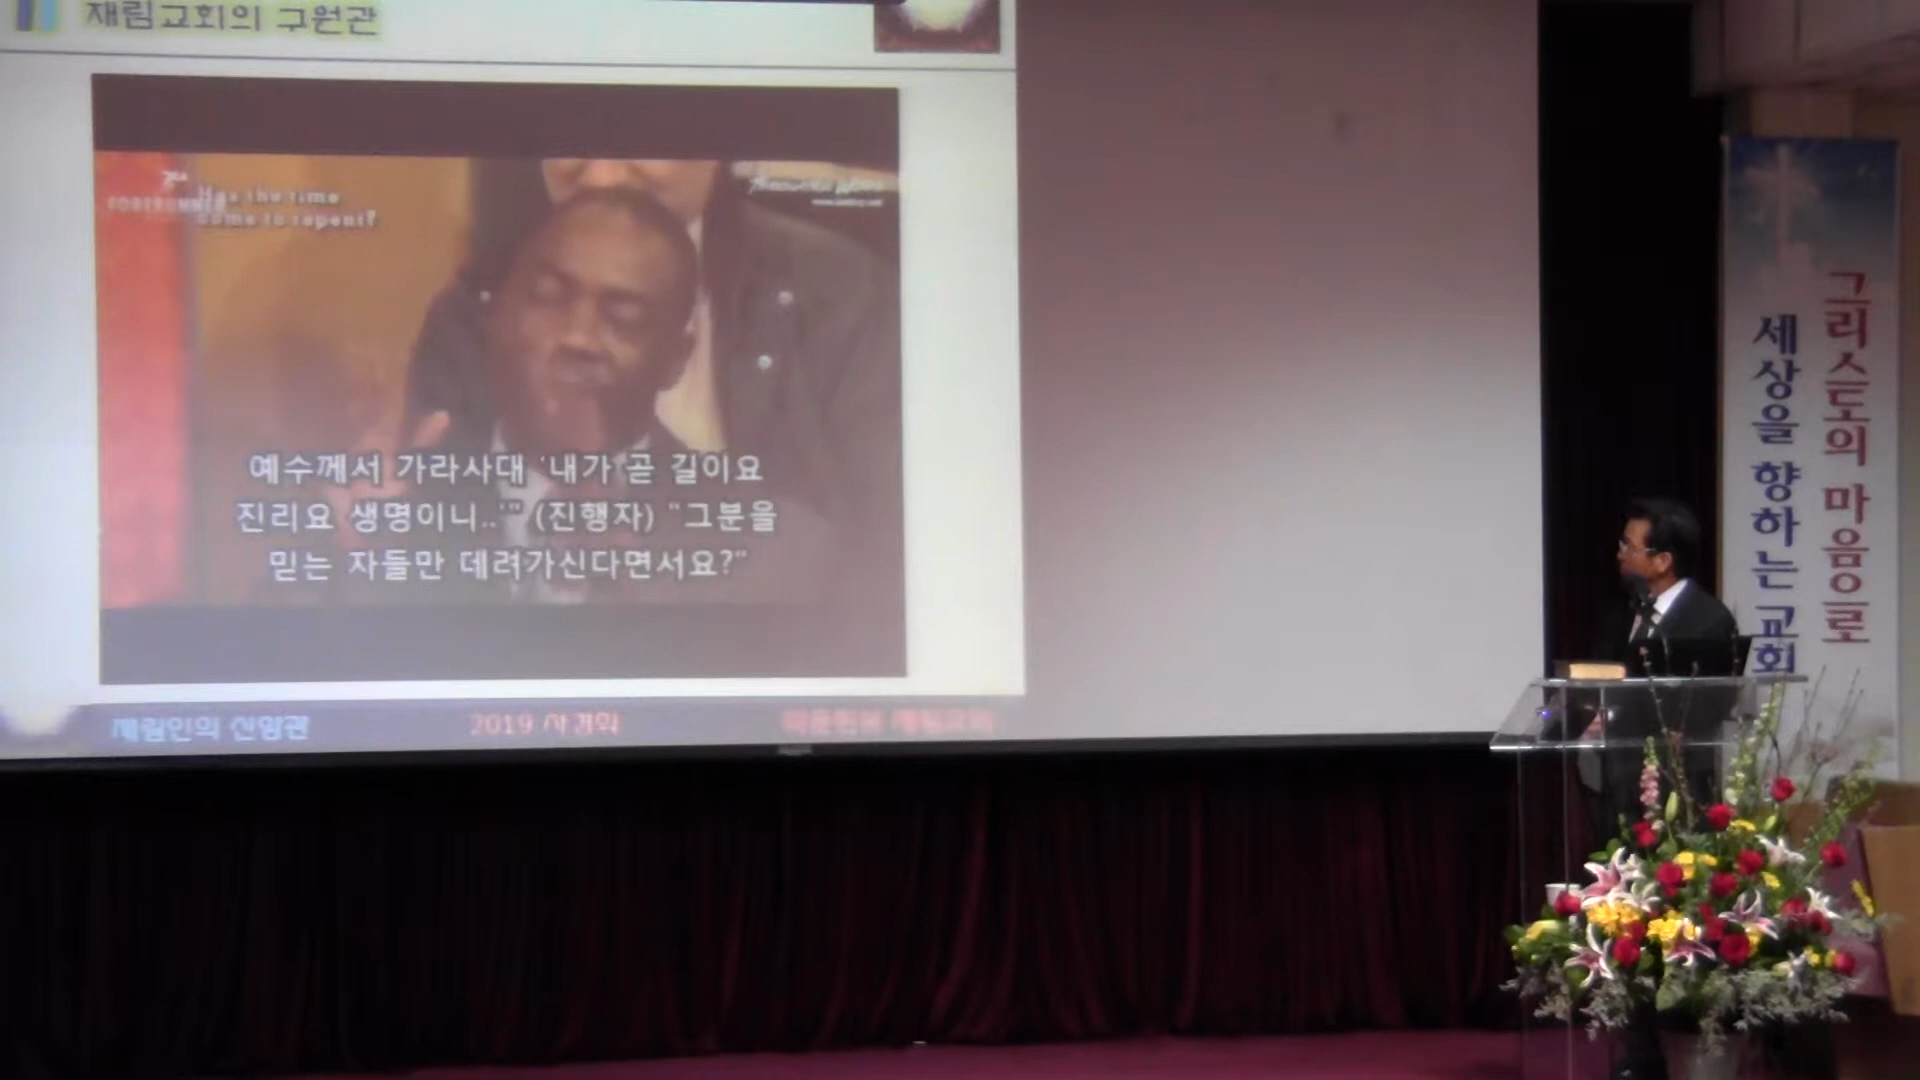 재림교회의 구원관
FORERUNNER
Has the time
come to repent?
예수께서 가라사대 '내가 곧 길이요
진리요 생명이니..'" (진행자) "그분을
믿는 자들만 데려가신다면서요?"
재림인의 신앙관
2019 사경회
그리스도의 마음으로
세상을 향하는 교회